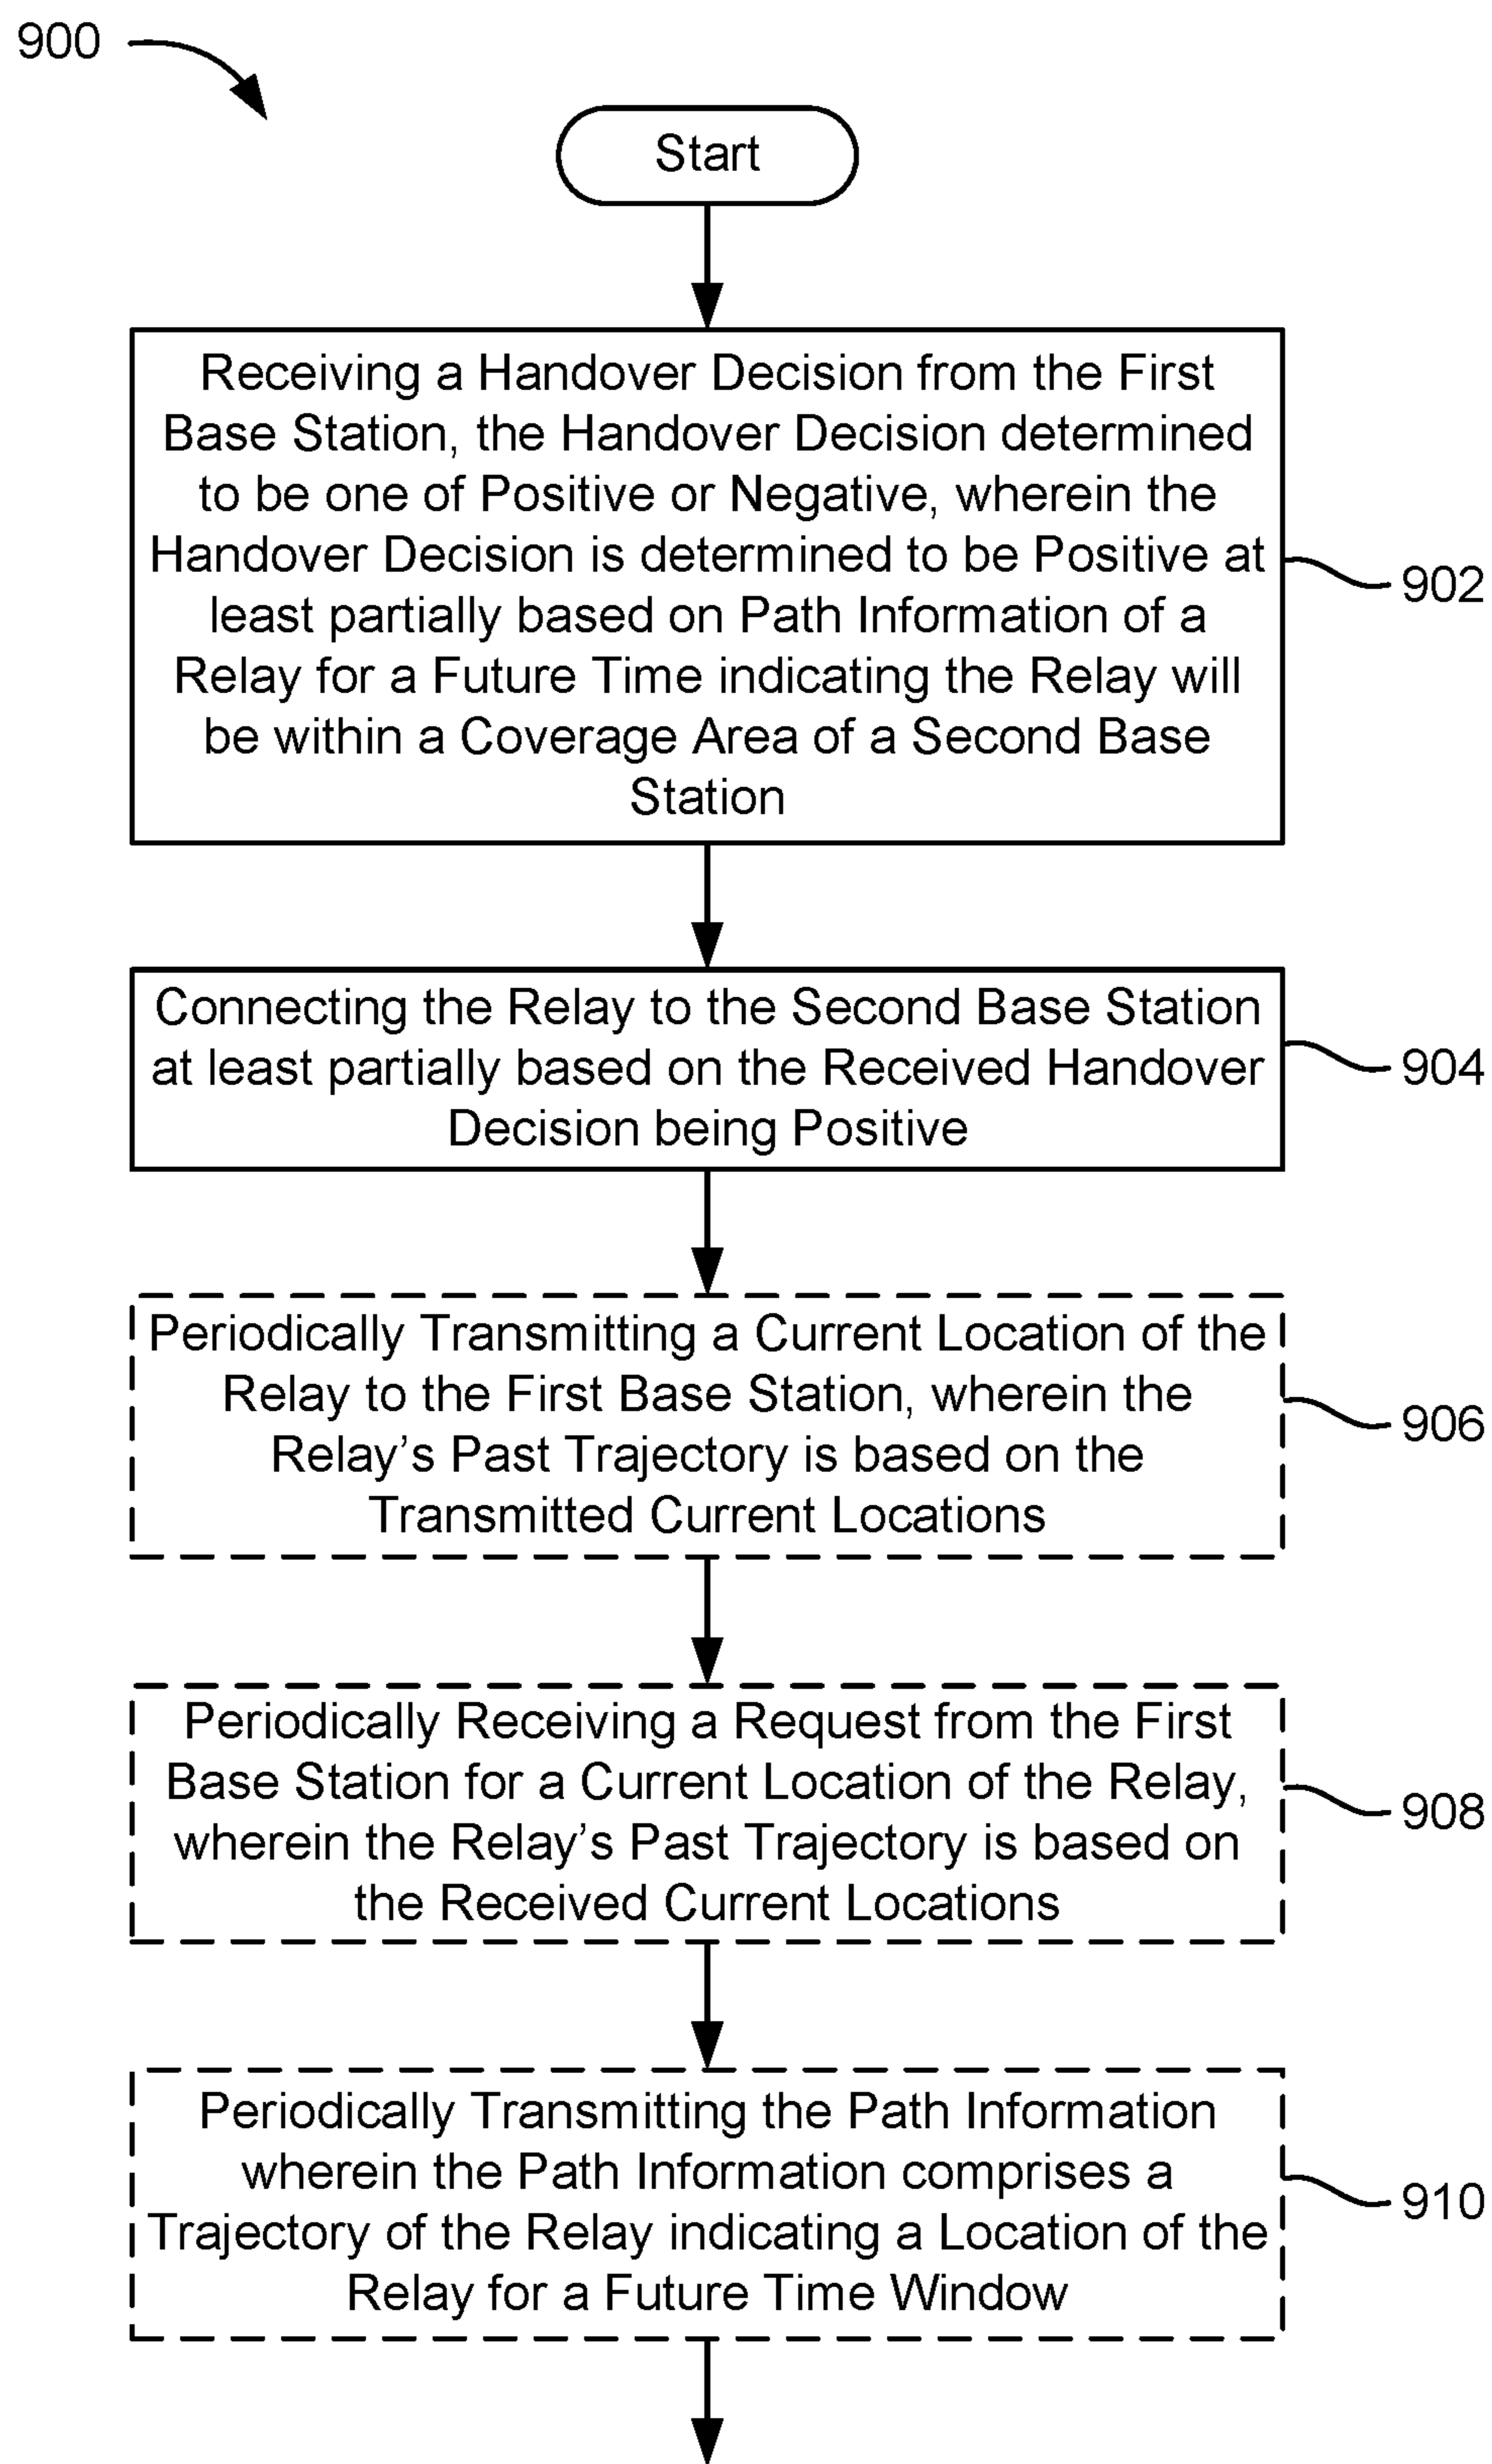 900
Start
Receiving a Handover Decision from the First
Base Station, the Handover Decision determined
to be one of Positive or Negative, wherein the
Handover Decision is determined to be Positive at
least partially based on Path Information of a
Relay for a Future Time indicating the Relay will
be within a Coverage Area of a Second Base
Station
902
Connecting the Relay to the Second Base Station
at least partially based on the Received Handover
Decision being Positive
904
Periodically Transmitting a Current Location of the
Relay to the First Base Station, wherein the
Relay’s Past Trajectory is based on the
Transmitted Current Locations
906
Periodically Receiving a Request from the First
Base Station for a Current Location of the Relay,
wherein the Relay’s Past Trajectory is based on
the Received Current Locations
908
Periodically Transmitting the Path Information
wherein the Path Information comprises a
Trajectory of the Relay indicating a Location of the
Relay for a Future Time Window
910